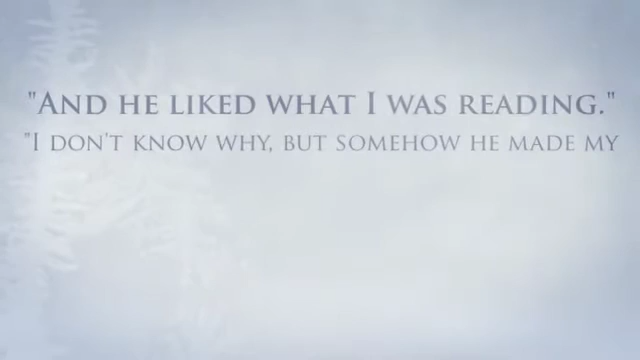 "And he liked what I was reading."
"I don't know why, but somehow he made my